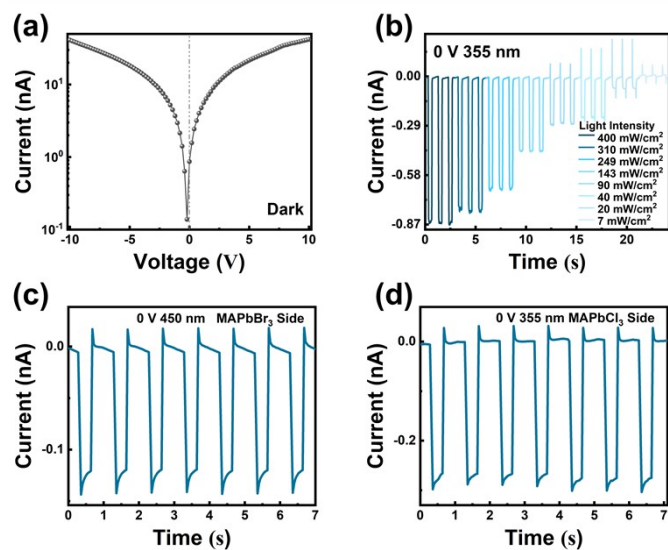 (a)
Current (nA)
10¹
10⁰
10⁻¹
-10
-5
0
5
10
Dark
Voltage (V)
(b)
0 V 355 nm
Current (nA)
0.00
-0.29
-0.58
-0.87
Light Intensity
400 mW/cm²
310 mW/cm²
249 mW/cm²
143 mW/cm²
90 mW/cm²
40 mW/cm²
20 mW/cm²
7 mW/cm²
0
5
10
15
20
Time (s)
(c)
0 V 450 nm MAPbBr₃ Side
Current (nA)
0.0
-0.1
0 1 2 3 4 5 6 7
Time (s)
(d)
0 V 355 nm MAPbCl₃ Side
Current (nA)
0.0
-0.2
0 1 2 3 4 5 6 7
Time (s)